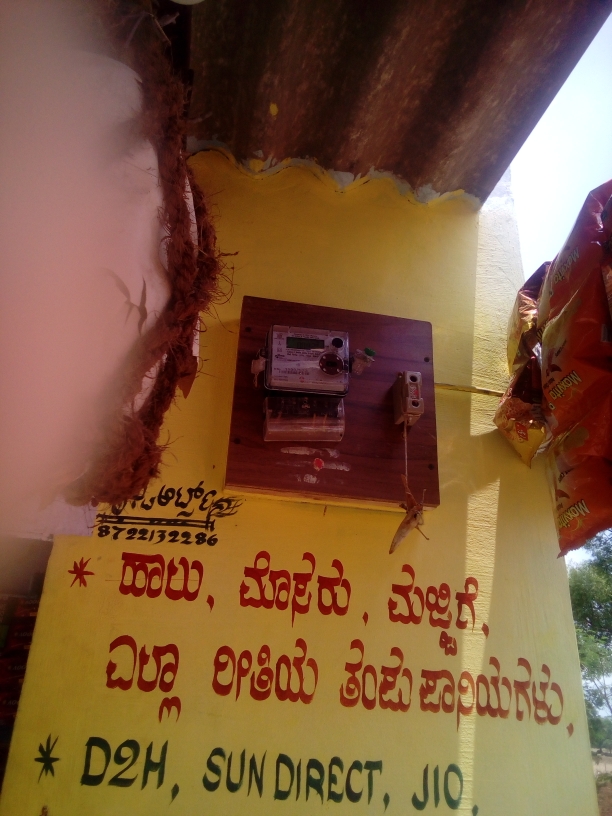 8722132286
* ಹಾಲು, ಮೊಸರು, ಮಜ್ಜಿಗೆ,
ಎಲ್ಲಾ ರೀತಿಯ ತಂಪು ಪಾನಿಯಗಳು,
* D2H, SUN DIRECT, JIO,